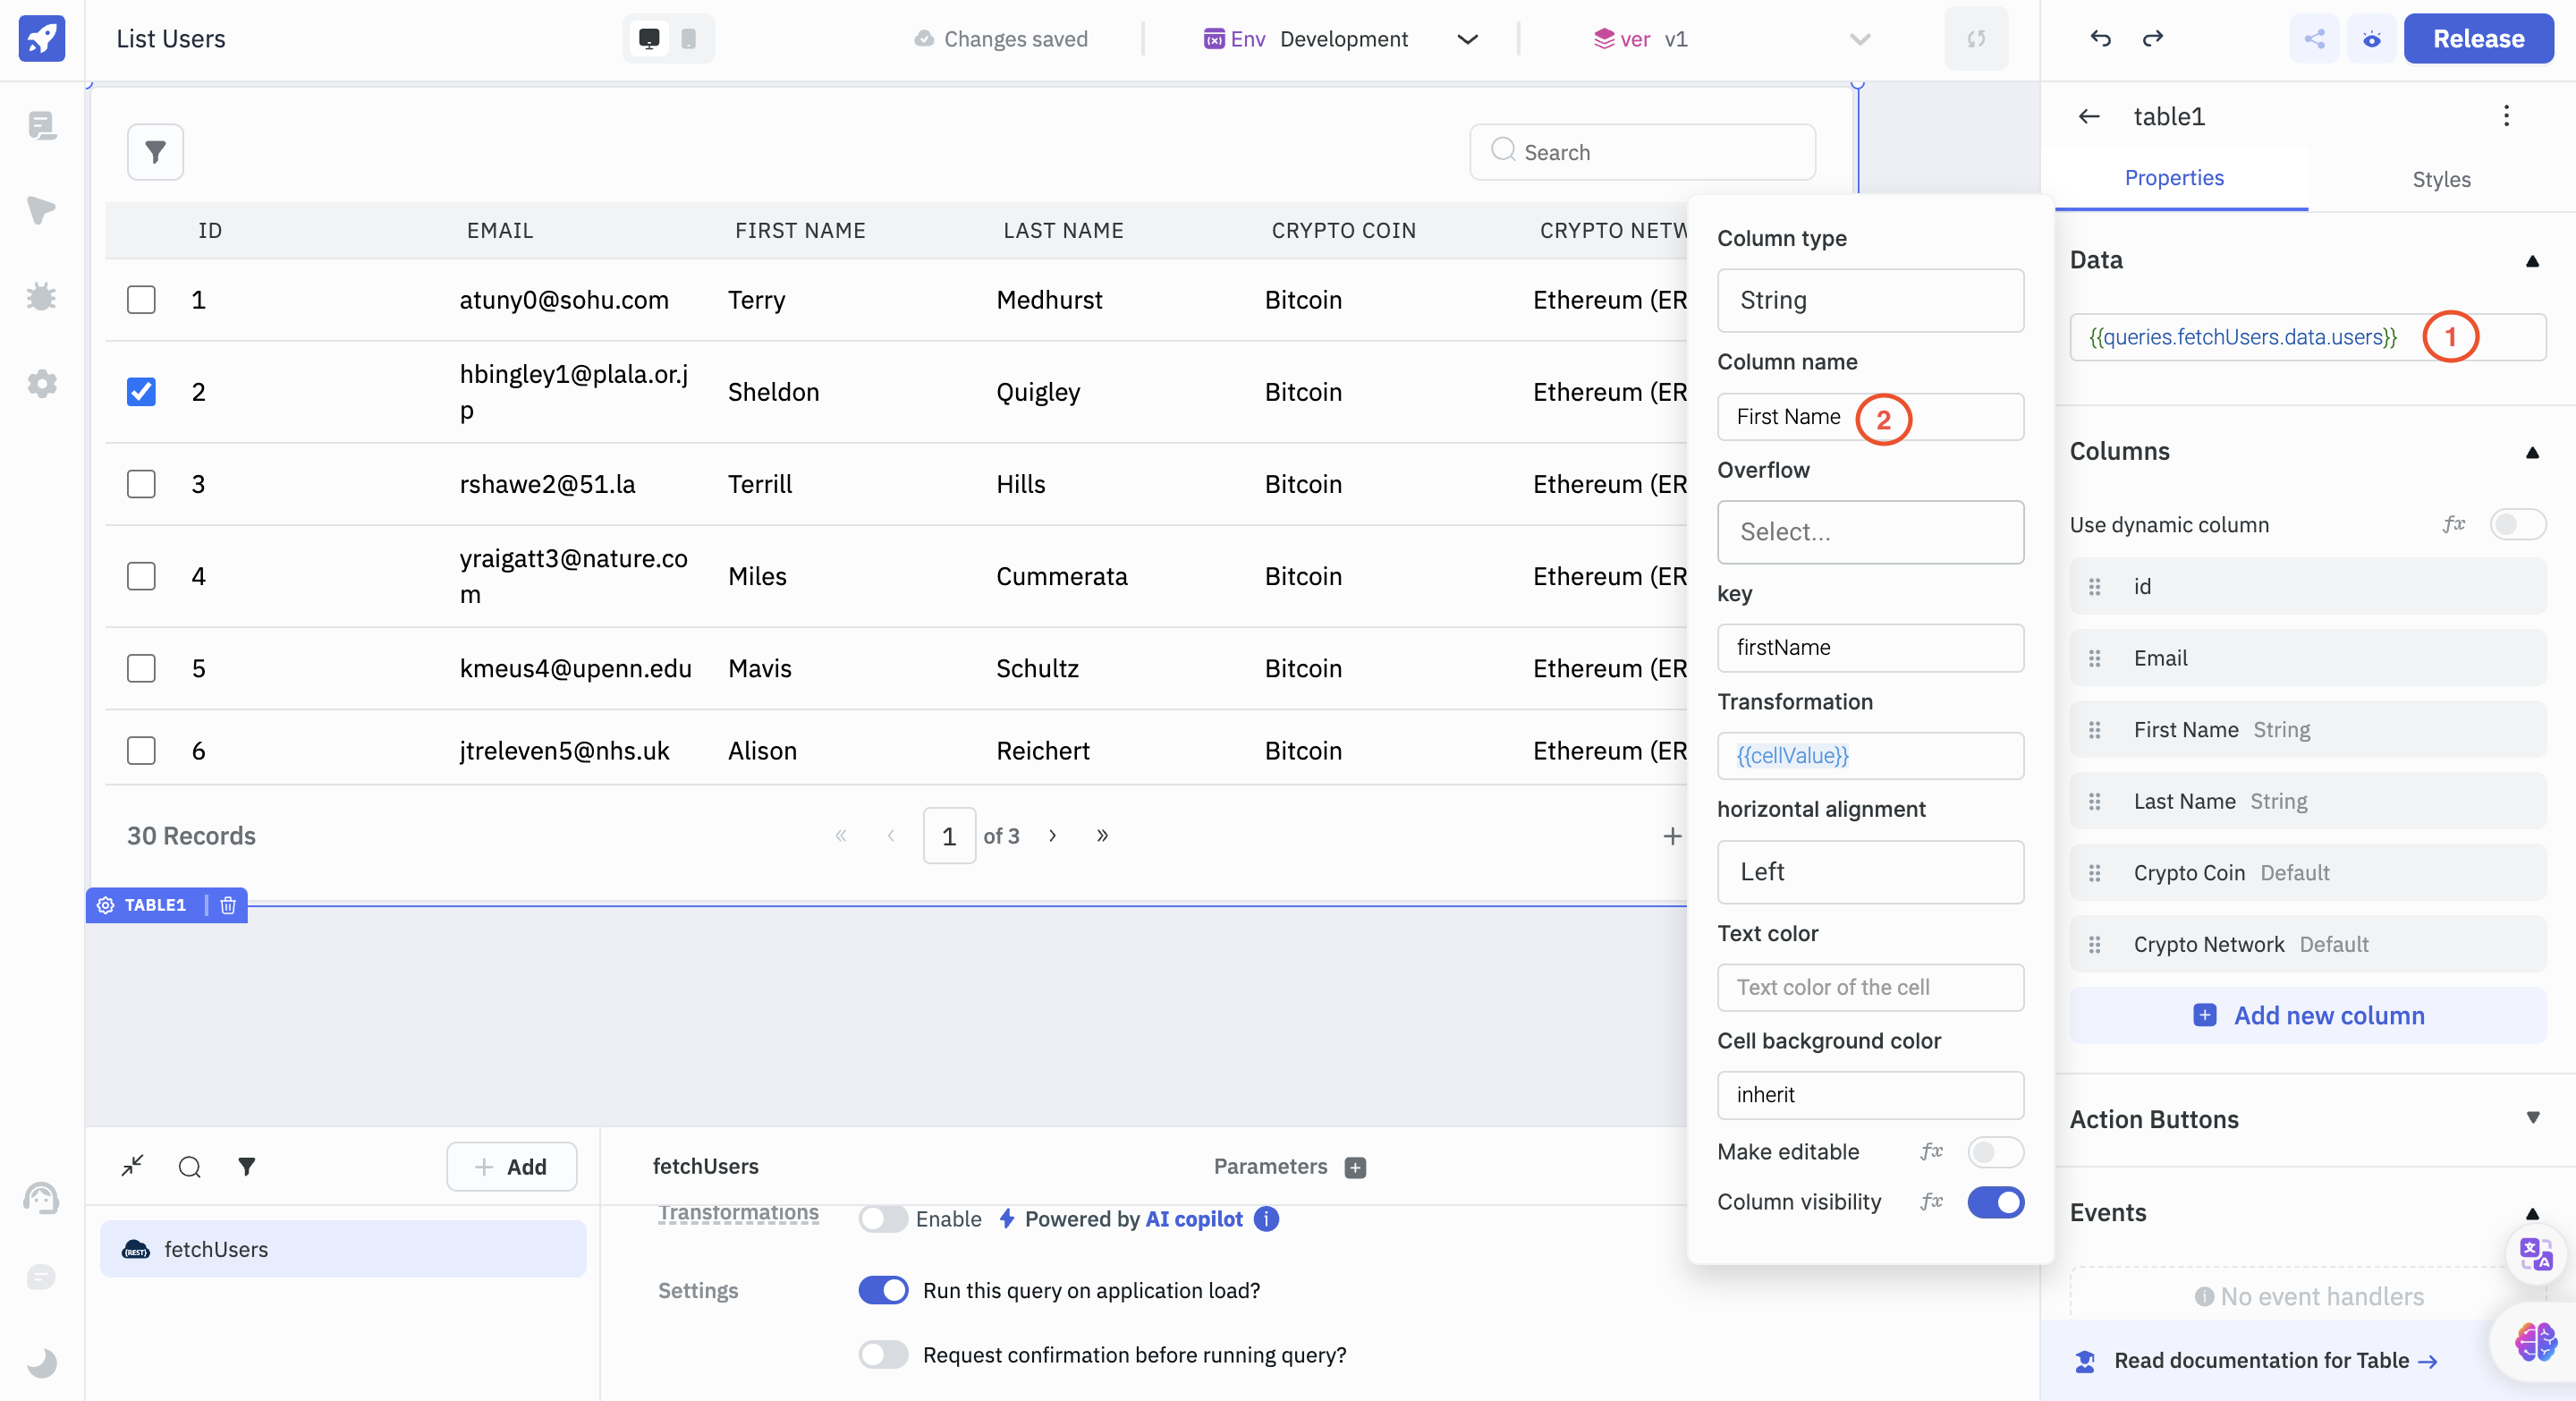 List Users
Changes saved
Env Development
ver v1
Release
Search
ID EMAIL FIRST NAME LAST NAME CRYPTO COIN CRYPTO NETW
1 atuny0@sohu.com Terry Medhurst Bitcoin Ethereum (ER
2 hbingley1@plala.or.j
p Sheldon Quigley Bitcoin Ethereum (ER
3 rshawe2@51.la Terrill Hills Bitcoin Ethereum (ER
4 yraigatt3@nature.co
m Miles Cummerata Bitcoin Ethereum (ER
5 kmeus4@upenn.edu Mavis Schultz Bitcoin Ethereum (ER
6 jtreleven5@nhs.uk Alison Reichert Bitcoin Ethereum (ER
30 Records
« ‹ 1 of 3 › »
+
TABLE1
Column type
String
Column name
First Name 2
Overflow
Select...
key
firstName
Transformation
{{cellValue}}
horizontal alignment
Left
Text color
Text color of the cell
Cell background color
inherit
Make editable fx
Column visibility fx
table1
Properties Styles
Data
{{queries.fetchUsers.data.users}} 1
Columns
Use dynamic column fx
id
Email
First Name String
Last Name String
Crypto Coin Default
Crypto Network Default
+ Add new column
Action Buttons
Events
No event handlers
Read documentation for Table →
+ Add
{REST} fetchUsers
fetchUsers
Parameters +
Transformations Enable Powered by AI copilot i
Settings Run this query on application load?
Request confirmation before running query?